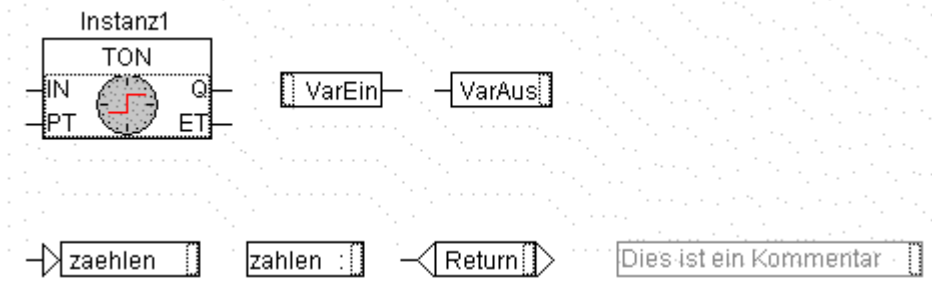 Instanz1
TON
IN Q
PT ET
VarEin
VarAus
zaehlen
zahlen :
Return
Dies ist ein Kommentar